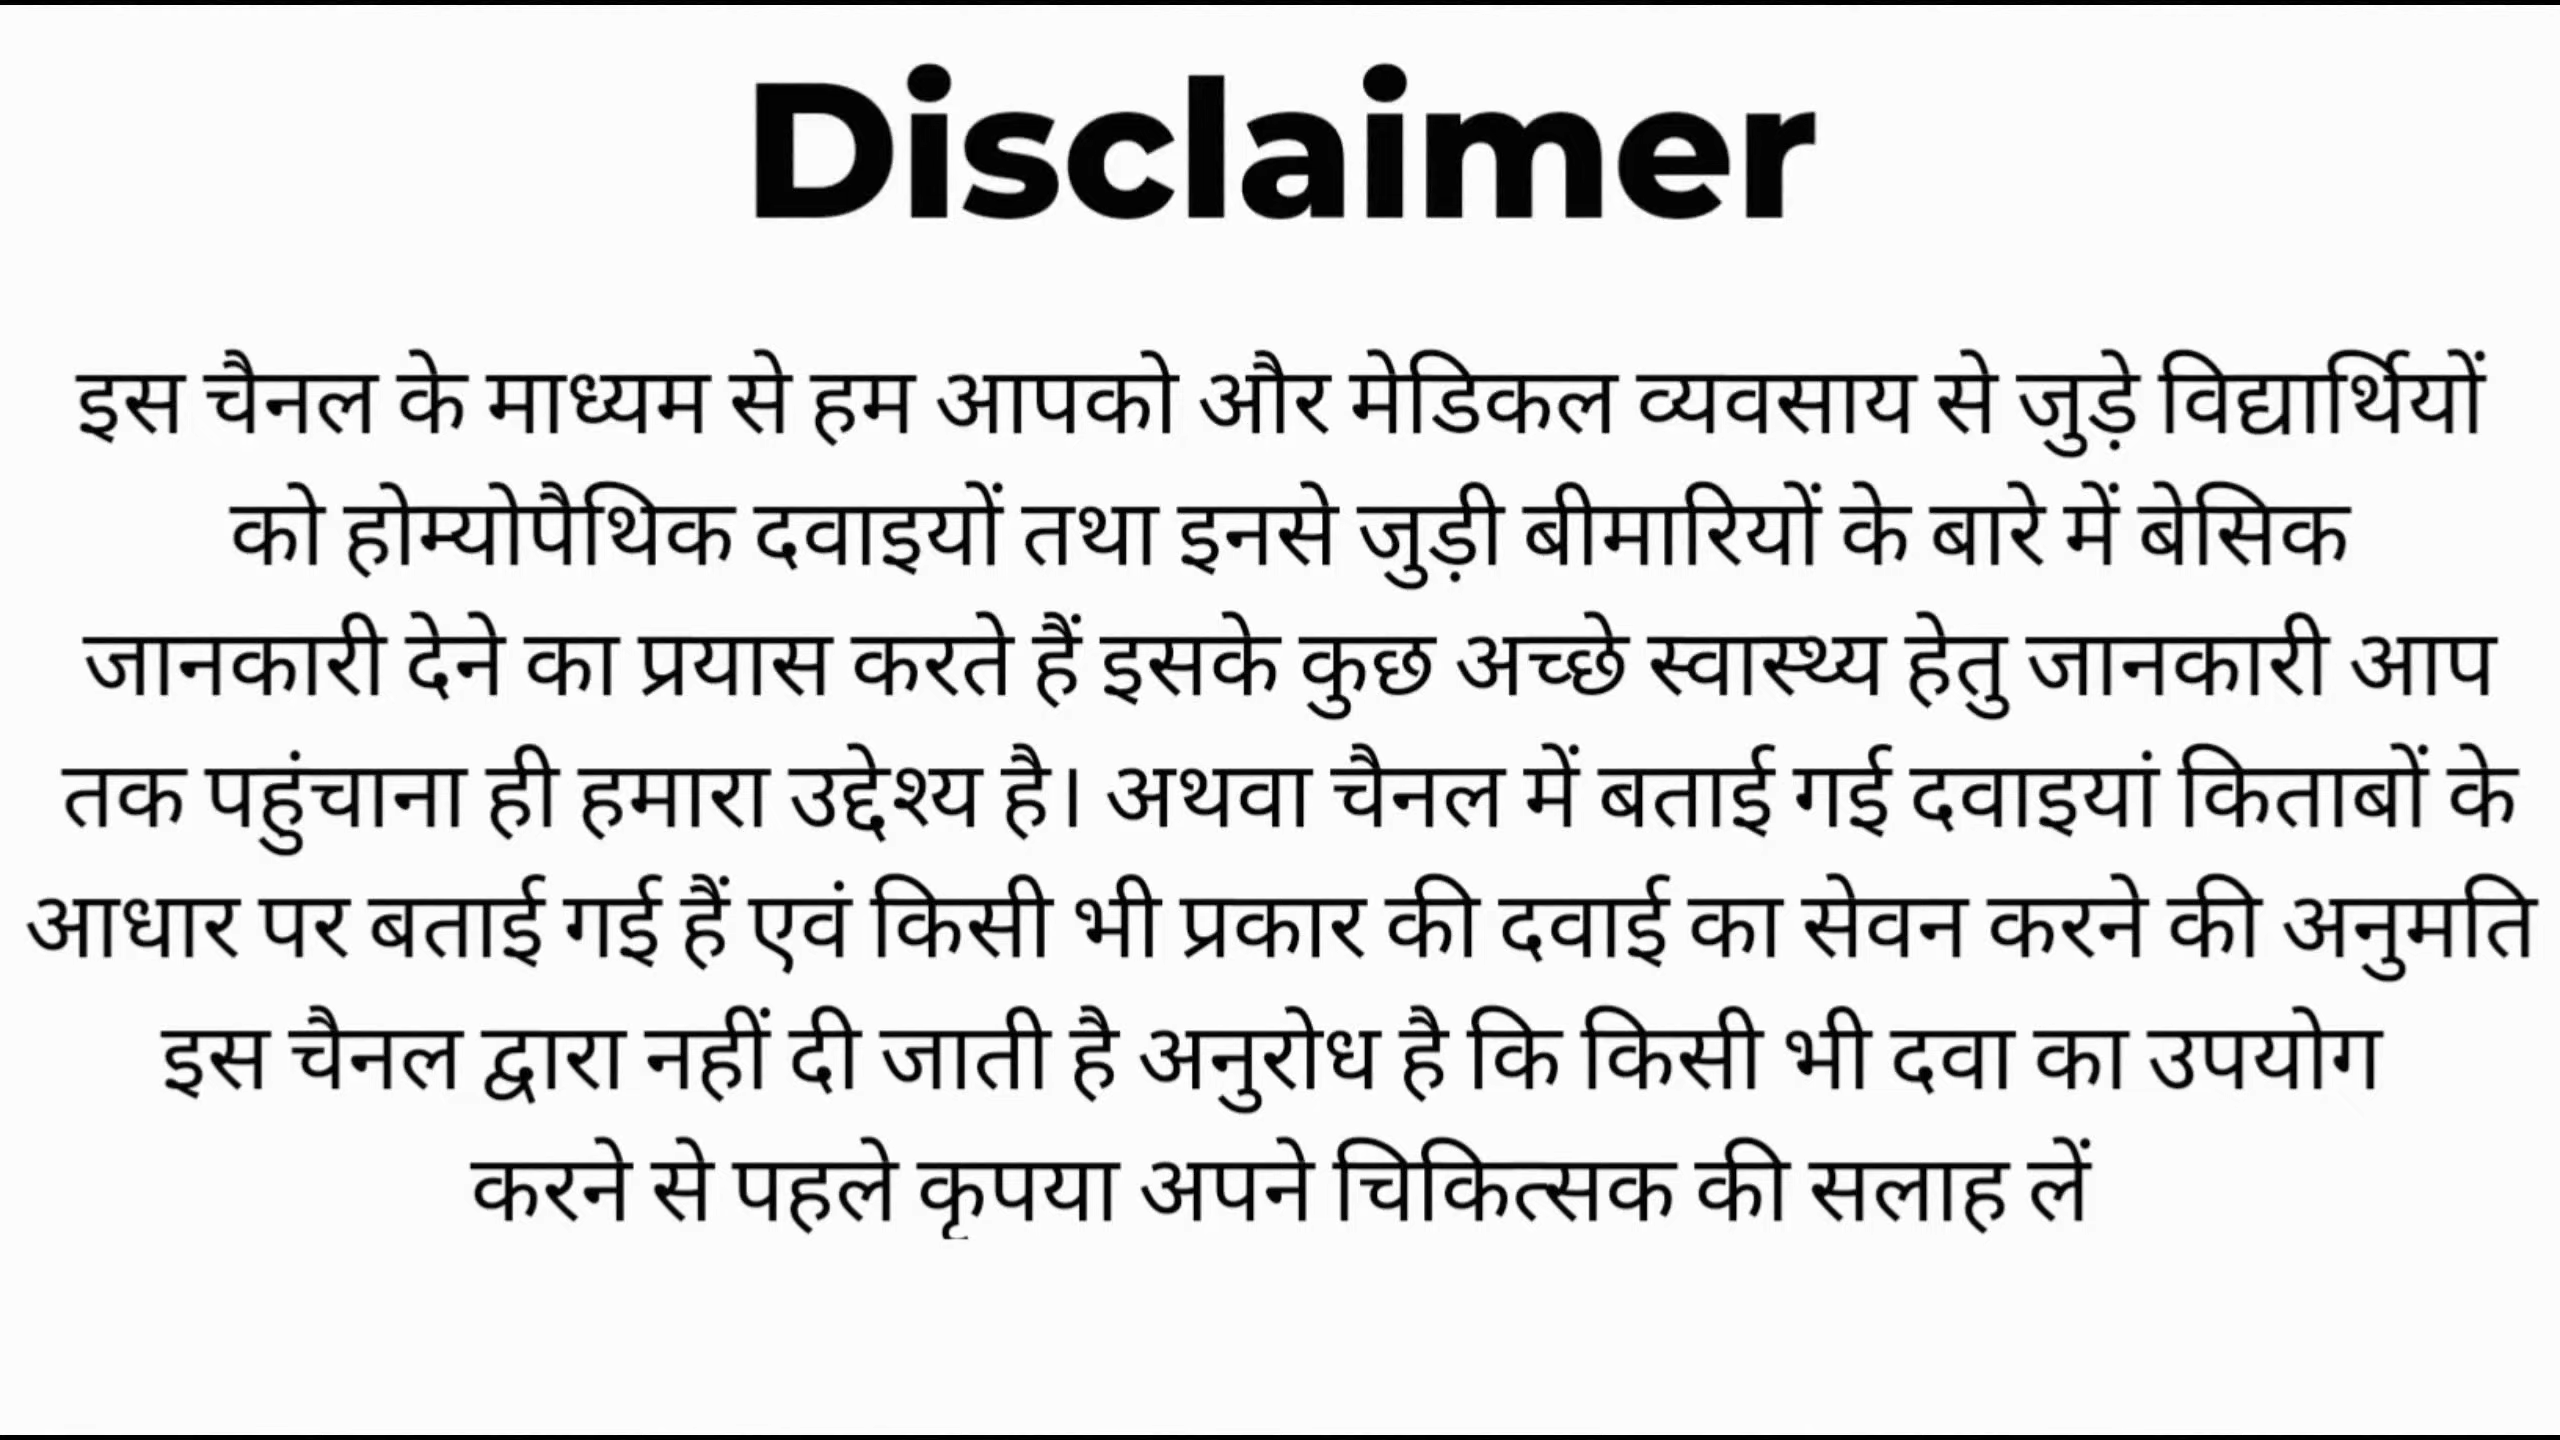 Disclaimer
इस चैनल के माध्यम से हम आपको और मेडिकल व्यवसाय से जुड़े विद्यार्थियों
को होम्योपैथिक दवाइयों तथा इनसे जुड़ी बीमारियों के बारे में बेसिक
जानकारी देने का प्रयास करते हैं इसके कुछ अच्छे स्वास्थ्य हेतु जानकारी आप
तक पहुंचाना ही हमारा उद्देश्य है। अथवा चैनल में बताई गई दवाइयां किताबों के
आधार पर बताई गई हैं एवं किसी भी प्रकार की दवाई का सेवन करने की अनुमति
इस चैनल द्वारा नहीं दी जाती है अनुरोध है कि किसी भी दवा का उपयोग
करने से पहले कृपया अपने चिकित्सक की सलाह लें